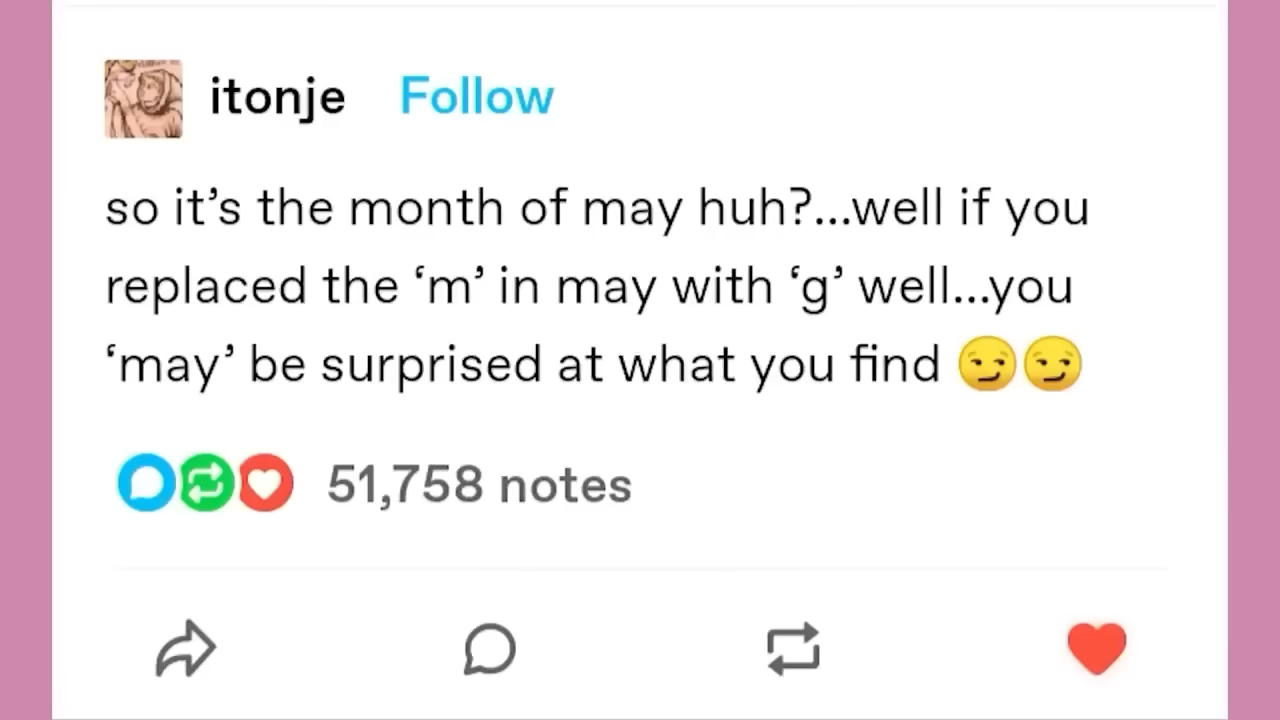 itonje Follow
so it’s the month of may huh?...well if you
replaced the ‘m’ in may with ‘g’ well...you
‘may’ be surprised at what you find 😏😏
51,758 notes